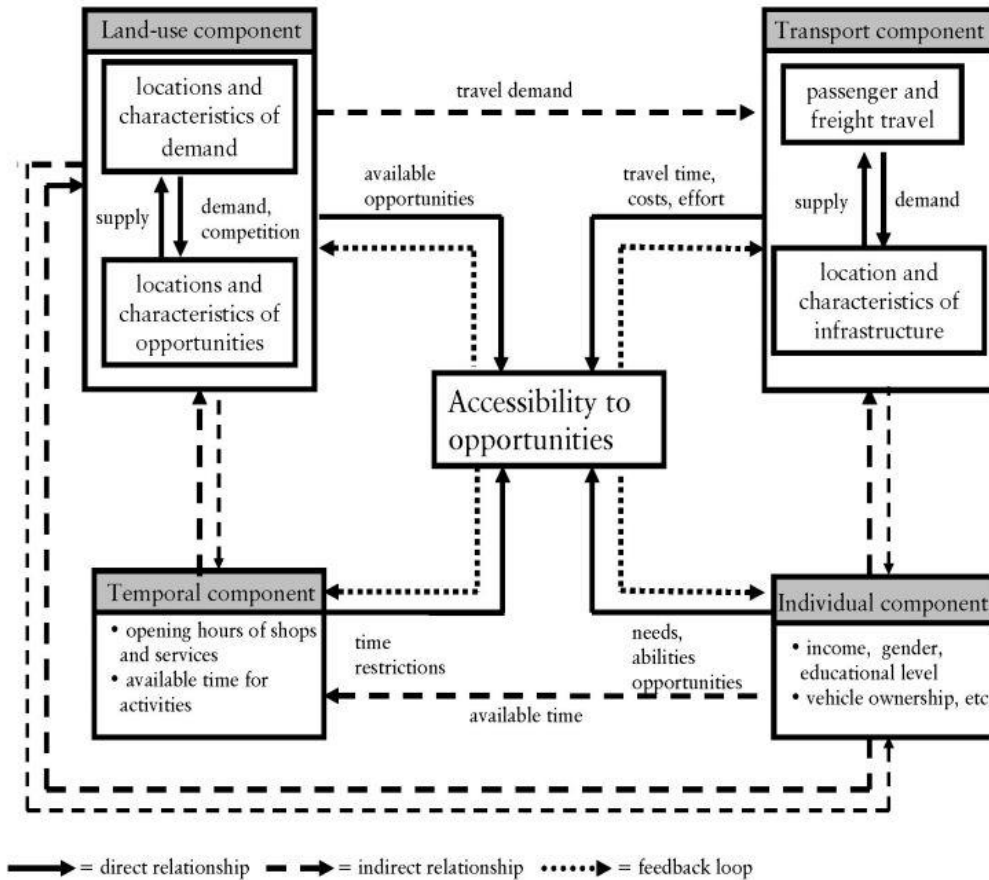 Land-use component
locations and
characteristics of
demand
supply
demand,
competition
locations and
characteristics of
opportunities
travel demand
available
opportunities
travel time,
costs, effort
Transport component
passenger and
freight travel
supply
demand
location and
characteristics of
infrastructure
Accessibility to
opportunities
Temporal component
• opening hours of shops
and services
• available time for
activities
time
restrictions
available time
needs,
abilities
opportunities
Individual component
• income, gender,
educational level
• vehicle ownership, etc
= direct relationship
= indirect relationship
= feedback loop